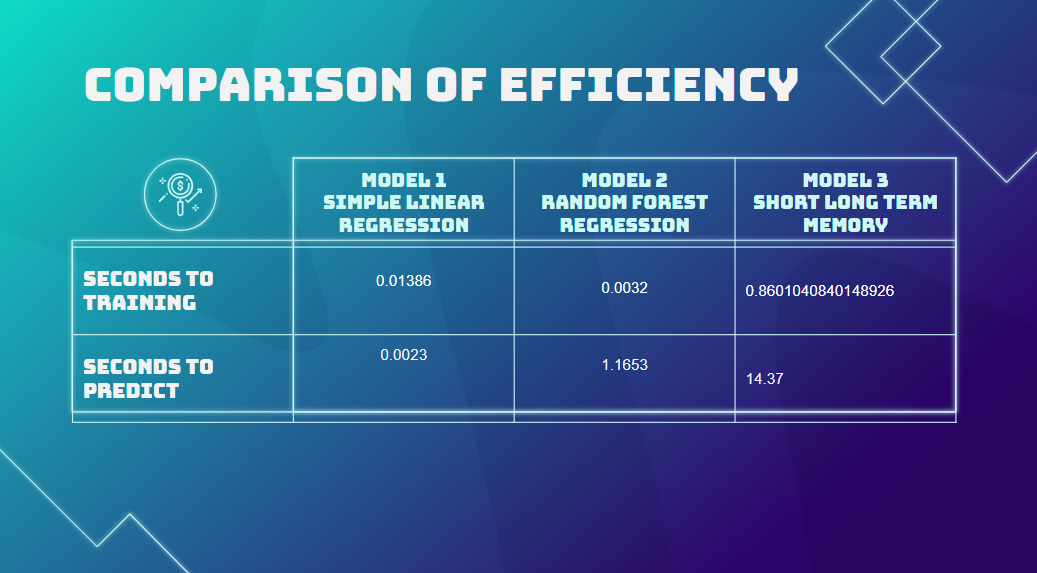 COMPARISON OF EFFICIENCY
$
MODEL 1
SIMPLE LINEAR
REGRESSION
MODEL 2
RANDOM FOREST
REGRESSION
MODEL 3
SHORT LONG TERM
MEMORY
SECONDS TO
TRAINING
0.01386
0.0032
0.8601040840148926
SECONDS TO
PREDICT
0.0023
1.1653
14.37